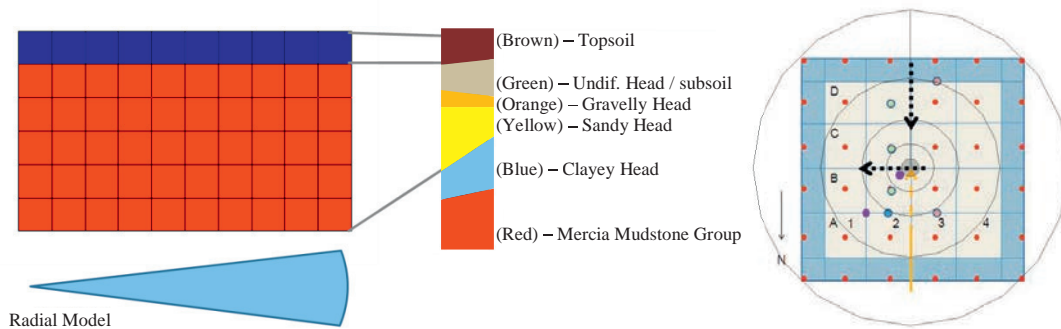 (Brown) – Topsoil
(Green) – Undif. Head / subsoil
(Orange) – Gravelly Head
(Yellow) – Sandy Head
(Blue) – Clayey Head
(Red) – Mercia Mudstone Group
Radial Model
D
C
B
A 1 2 3 4
N